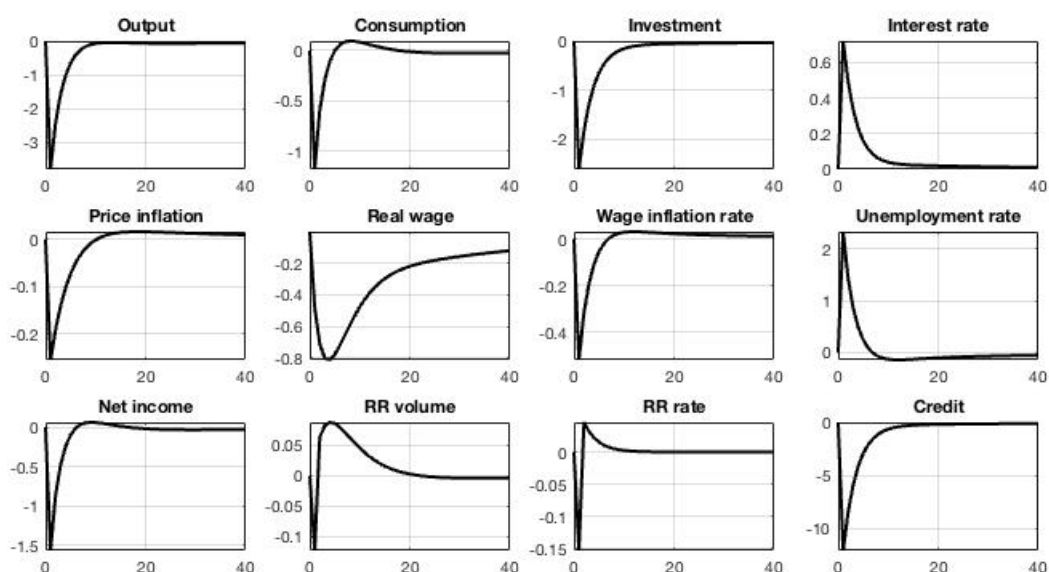 Output Consumption Investment Interest rate
0 0 0 0.6
-1 -0.5 -1 0.4
-2 -1 -2 0.2
-3 0
0 20 40 0 20 40 0 20 40 0 20 40
Price inflation Real wage Wage inflation rate Unemployment rate
0 -0.2 0 2
-0.1 -0.4 -0.2 1
-0.2 -0.6 -0.4 0
-0.8
0 20 40 0 20 40 0 20 40 0 20 40
Net income RR volume RR rate Credit
0 0.05 0 0
-0.5 0 -0.05 -5
-1 -0.05 -0.1 -10
-1.5 -0.1 -0.15
0 20 40 0 20 40 0 20 40 0 20 40